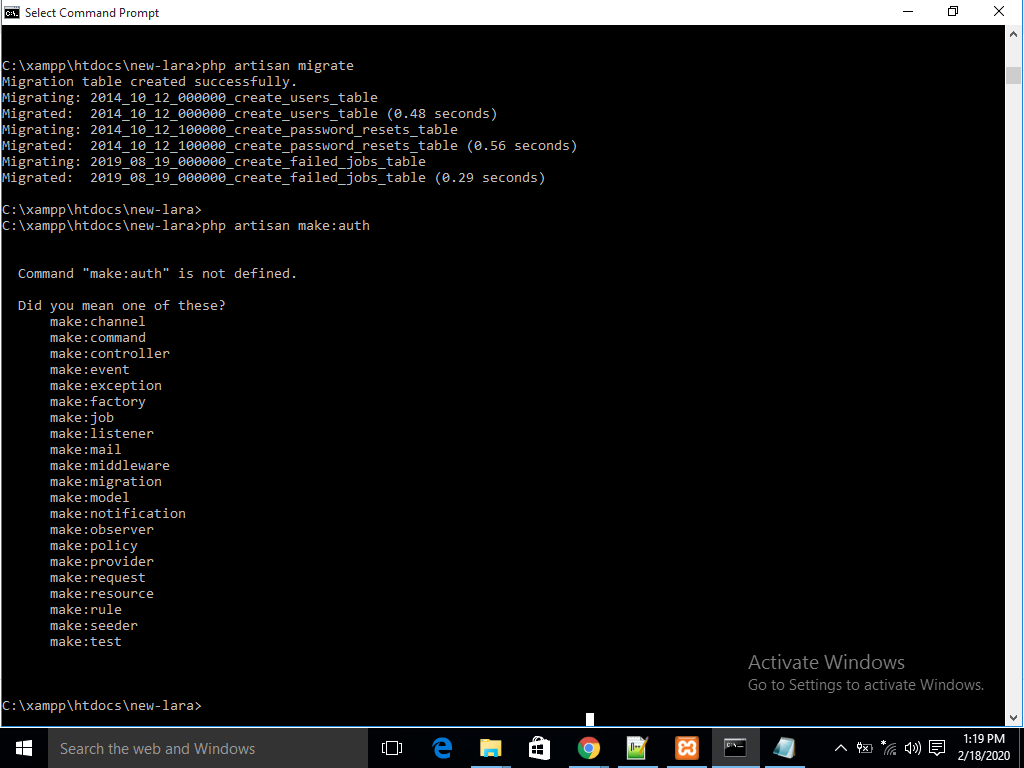 Select Command Prompt
C:\xampp\htdocs\new-lara>php artisan migrate
Migration table created successfully.
Migrating: 2014_10_12_000000_create_users_table
Migrated:  2014_10_12_000000_create_users_table (0.48 seconds)
Migrating: 2014_10_12_100000_create_password_resets_table
Migrated:  2014_10_12_100000_create_password_resets_table (0.56 seconds)
Migrating: 2019_08_19_000000_create_failed_jobs_table
Migrated:  2019_08_19_000000_create_failed_jobs_table (0.29 seconds)
C:\xampp\htdocs\new-lara>
C:\xampp\htdocs\new-lara>php artisan make:auth
Command "make:auth" is not defined.
Did you mean one of these?
make:channel
make:command
make:controller
make:event
make:exception
make:factory
make:job
make:listener
make:mail
make:middleware
make:migration
make:model
make:notification
make:observer
make:policy
make:provider
make:request
make:resource
make:rule
make:seeder
make:test
Activate Windows
Go to Settings to activate Windows.
C:\xampp\htdocs\new-lara>
Search the web and Windows
1:19 PM
2/18/2020